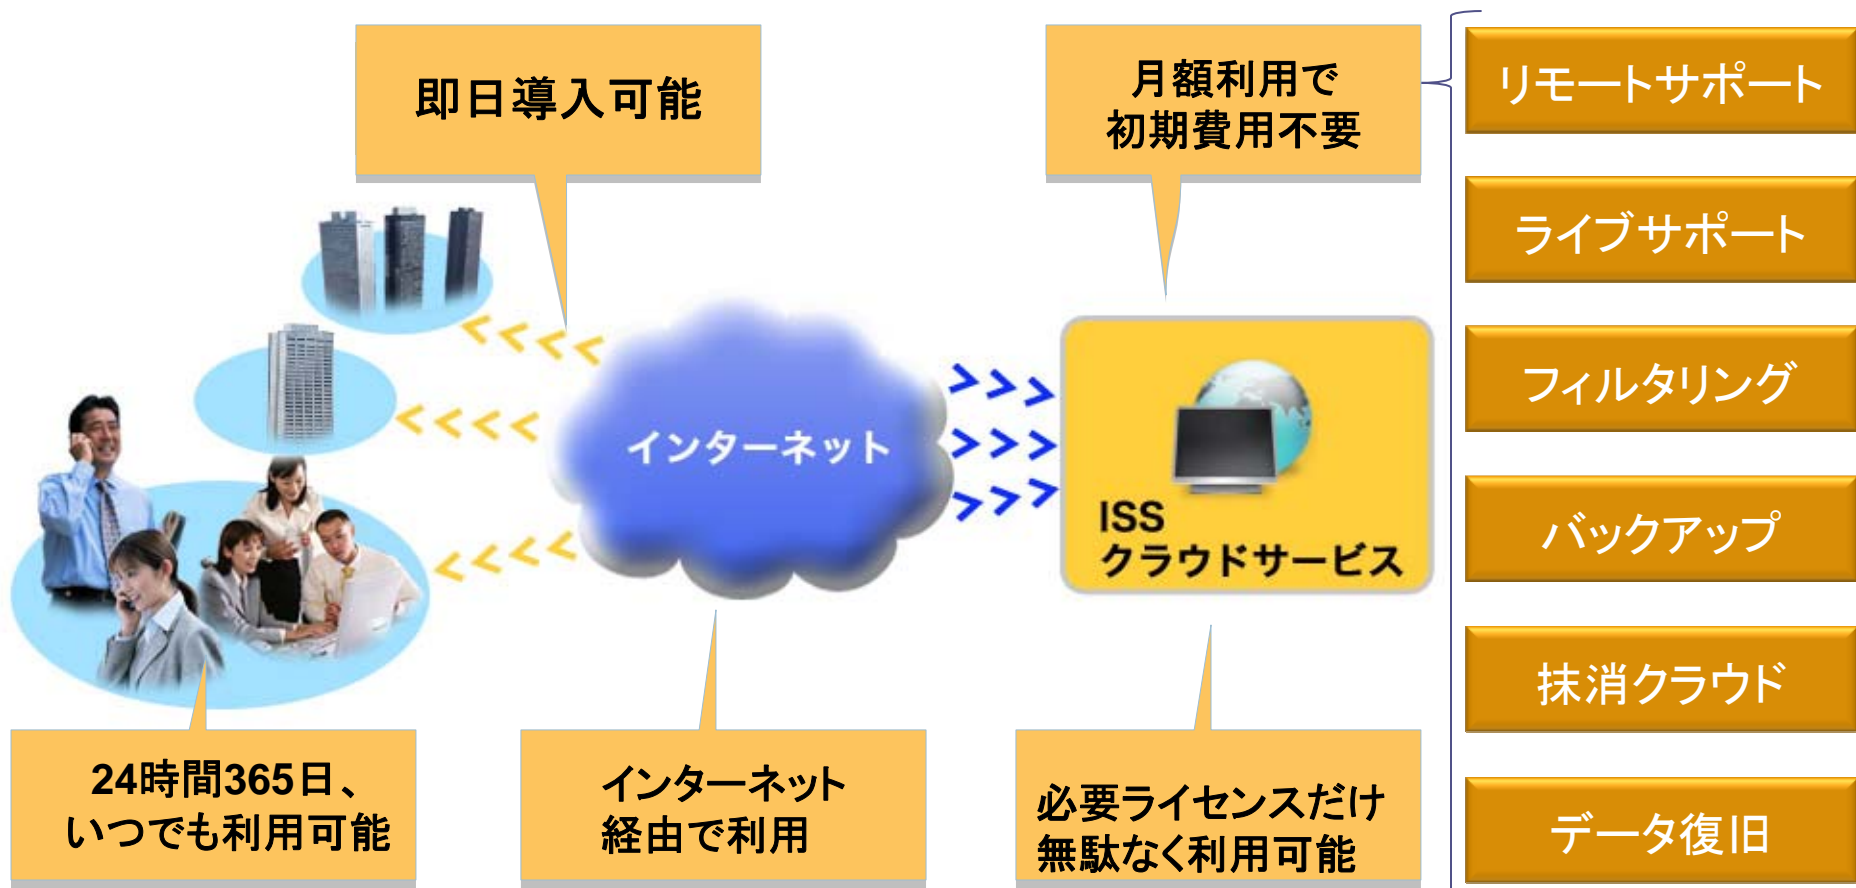 即日導入可能
月額利用で
初期費用不要
リモートサポート
ライブサポート
フィルタリング
インターネット
ISS
クラウドサービス
バックアップ
抹消クラウド
24時間365日、
いつでも利用可能
インターネット
経由で利用
必要ライセンスだけ
無駄なく利用可能
データ復旧